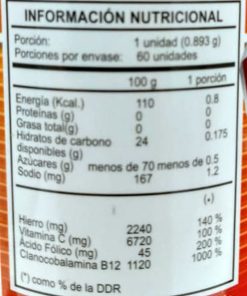 INFORMACIÓN NUTRICIONAL
Porción: 1 unidad (0.893 g)
Porciones por envase: 60 unidades
100 g 1 porción
Energía (Kcal.) 110 0.8
Proteínas (g) 0 0
Grasa total(g) 0 0
Hidratos de carbono 24 0.175
disponibles (g)
Azúcares (g) menos de 70 menos de 0.5
Sodio (mg) 167 1.2
(*)
Hierro (mg) 2240 140 %
Vitamina C (mg) 6720 100 %
Ácido Fólico (mg) 45 200 %
Cianocobalamina B12 1120 1000 %
(*) como % de la DDR